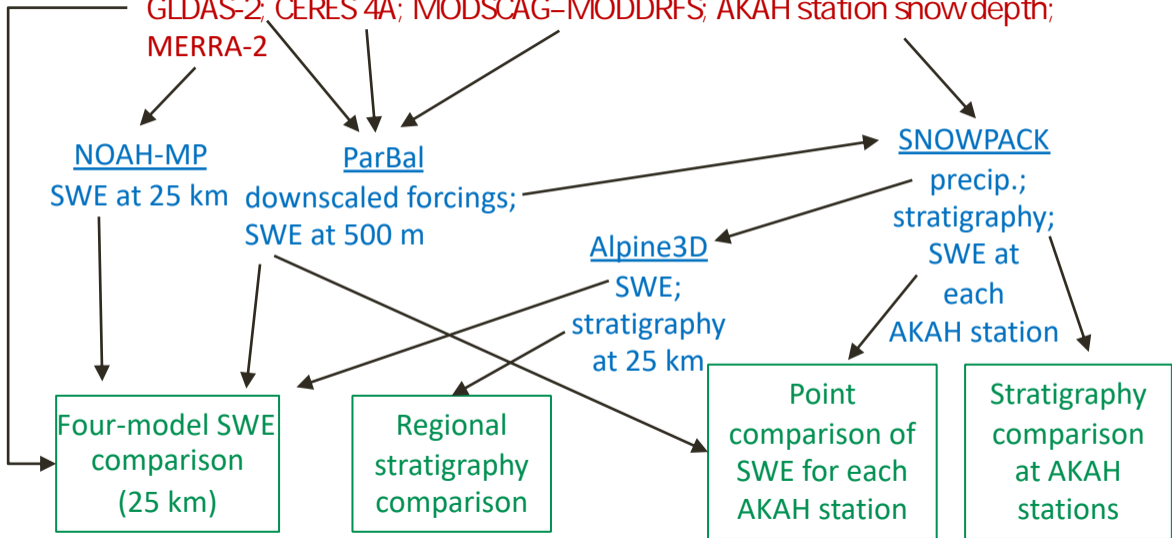 GLDAS-2; CERES 4A; MODSCAG–MODDRFS; AKAH station snow depth;
MERRA-2
NOAH-MP
SWE at 25 km
ParBal
downscaled forcings;
SWE at 500 m
SNOWPACK
precip.;
stratigraphy;
SWE at
each
AKAH station
Alpine3D
SWE;
stratigraphy
at 25 km
Four-model SWE
comparison
(25 km)
Regional
stratigraphy
comparison
Point
comparison of
SWE for each
AKAH station
Stratigraphy
comparison
at AKAH
stations